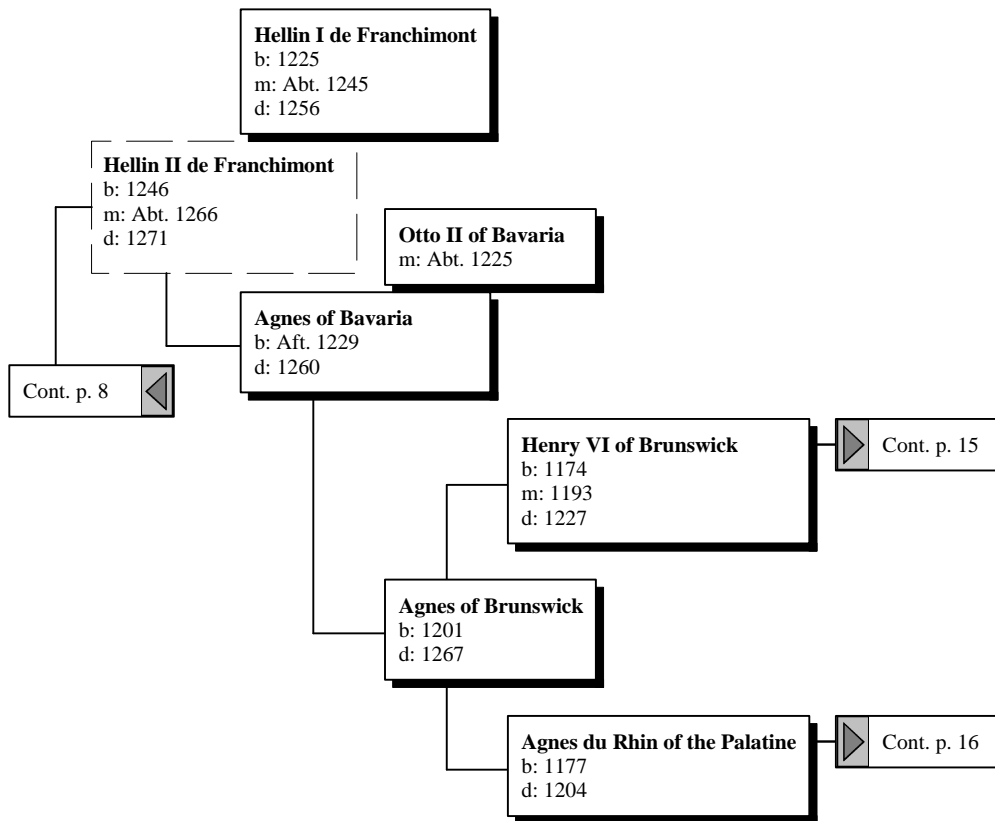 Hellin I de Franchimont
b: 1225
m: Abt. 1245
d: 1256
Hellin II de Franchimont
b: 1246
m: Abt. 1266
d: 1271
Otto II of Bavaria
m: Abt. 1225
Agnes of Bavaria
b: Aft. 1229
d: 1260
Cont. p. 8
Henry VI of Brunswick
b: 1174
m: 1193
d: 1227
Cont. p. 15
Agnes of Brunswick
b: 1201
d: 1267
Agnes du Rhin of the Palatine
b: 1177
d: 1204
Cont. p. 16